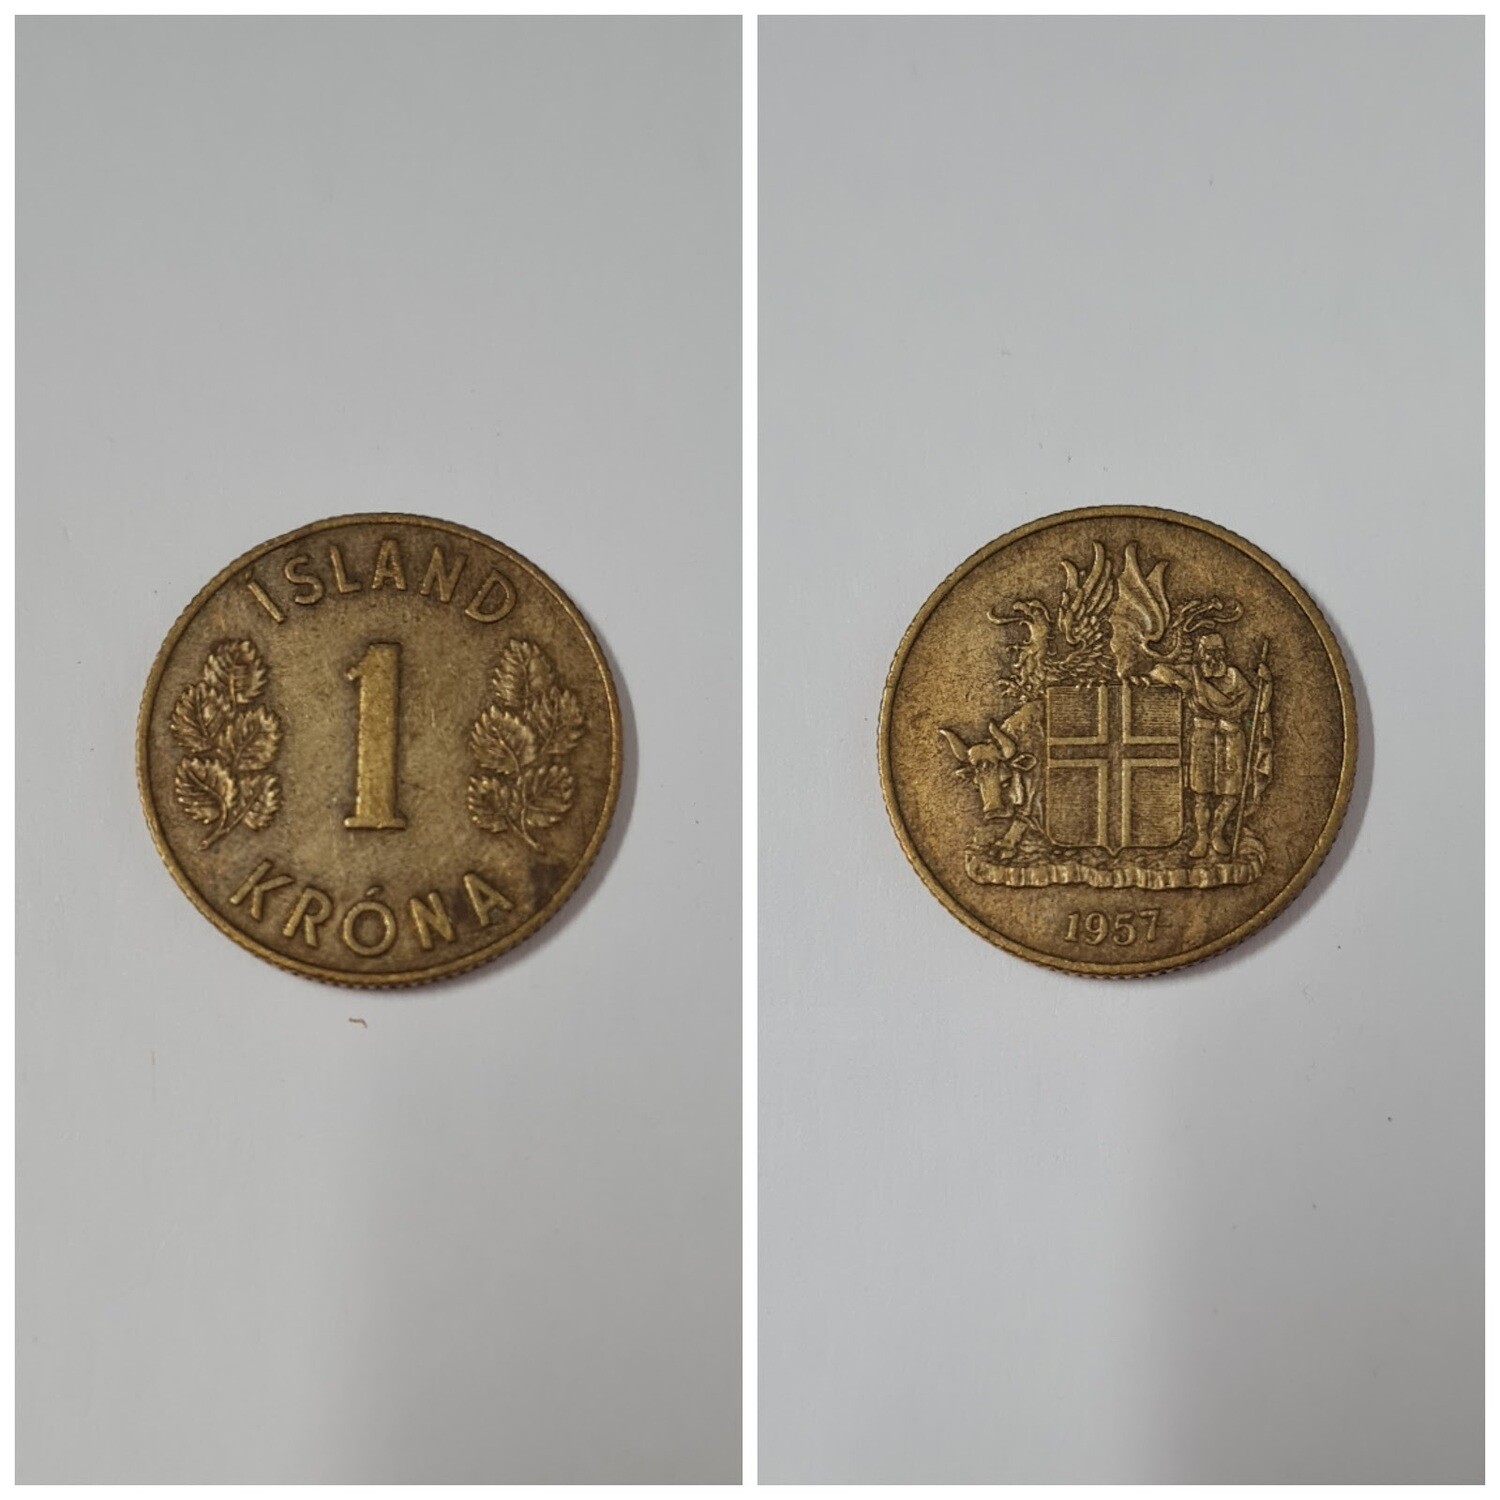 ÍSLAND
1
KRÓNA
1957